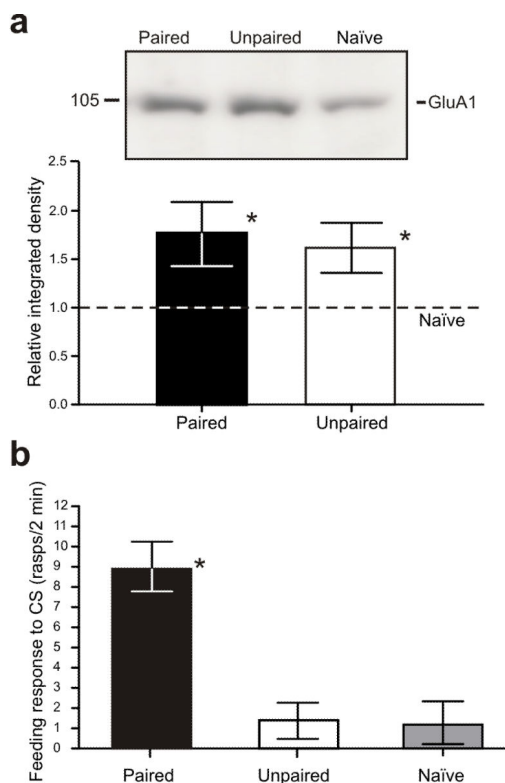 a
Paired Unpaired Naïve
105 GluA1
Relative integrated density
2.5
2.0
*
*
1.5
1.0
Naïve
0.5
0.0
Paired Unpaired
b
Feeding response to CS (rasps/2 min)
12
11
10
9
*
8
7
6
5
4
3
2
1
0
Paired Unpaired Naïve